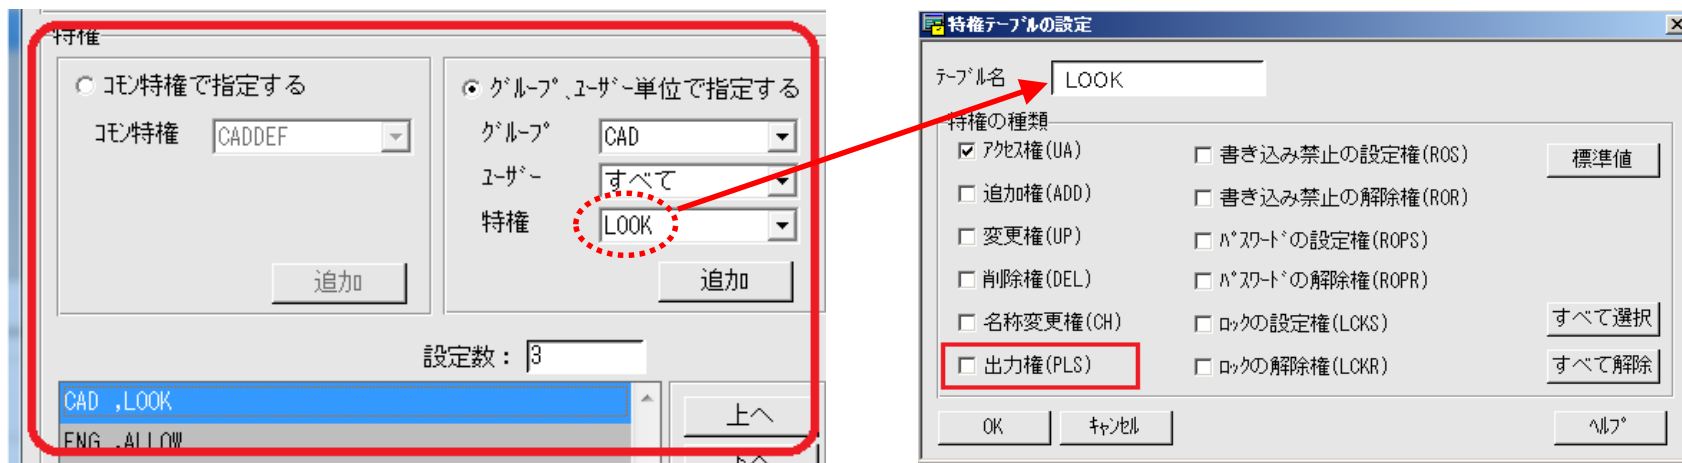 特権
ｺﾓﾝ特権で指定する
ｺﾓﾝ特権
CADDEF
追加
ｸﾞﾙｰﾌﾟ､ﾕｰｻﾞｰ単位で指定する
ｸﾞﾙｰﾌﾟ
CAD
ﾕｰｻﾞｰ
すべて
特権
LOOK
追加
設定数：
3
CAD ,LOOK
ENG ,ALLOW
上へ
下へ
特権ﾃｰﾌﾞﾙの設定
ﾃｰﾌﾞﾙ名
LOOK
特権の種類
ｱｸｾｽ権(UA)
追加権(ADD)
変更権(UP)
削除権(DEL)
名称変更権(CH)
出力権(PLS)
書き込み禁止の設定権(ROS)
書き込み禁止の解除権(ROR)
ﾊﾟｽﾜｰﾄﾞの設定権(ROPS)
ﾊﾟｽﾜｰﾄﾞの解除権(ROPR)
ﾛｯｸの設定権(LCKS)
ﾛｯｸの解除権(LCKR)
標準値
すべて選択
すべて解除
OK
ｷｬﾝｾﾙ
ﾍﾙﾌﾟ